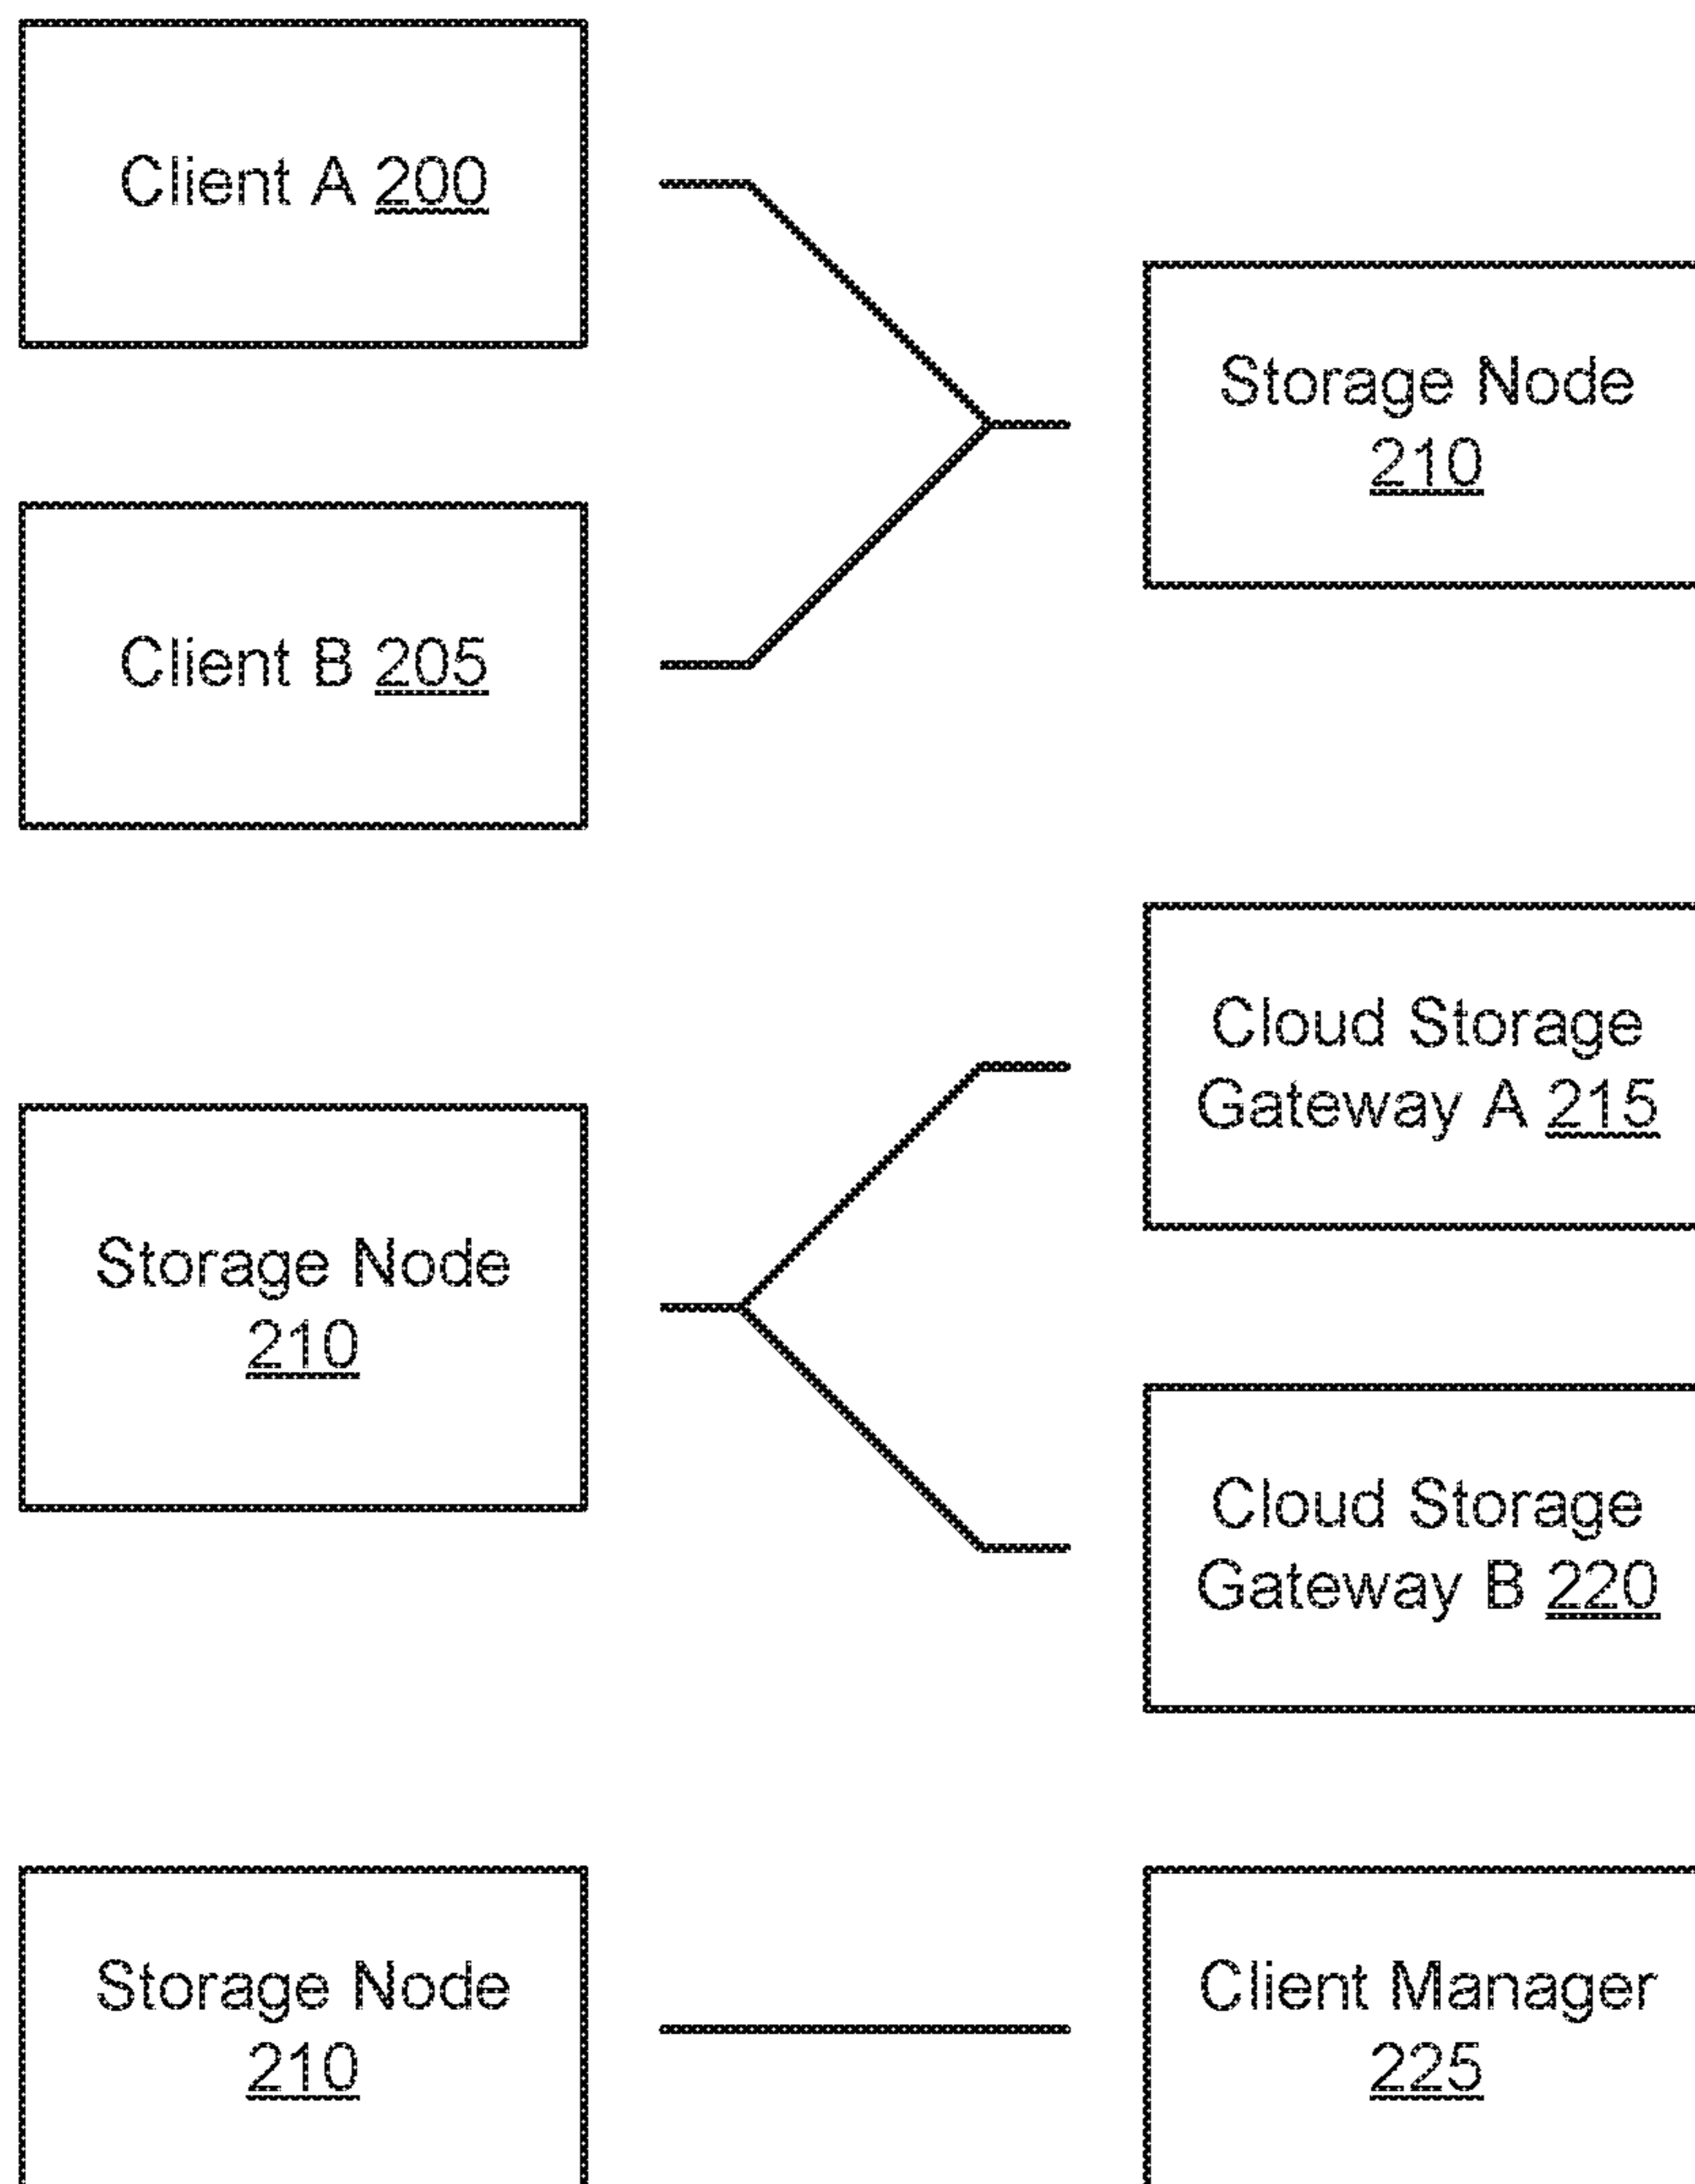 Client A 200
Storage Node
210
Client B 205
Cloud Storage
Gateway A 215
Storage Node
210
Cloud Storage
Gateway B 220
Storage Node
210
Client Manager
225